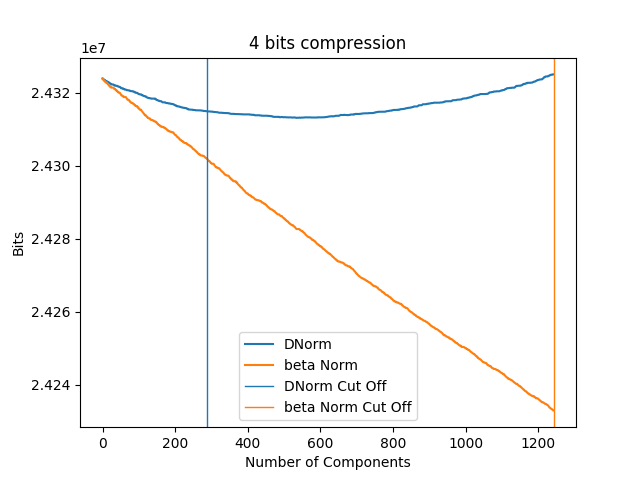 4 bits compression
1e7
2.432
2.430
2.428
2.426
2.424
Bits
DNorm
beta Norm
DNorm Cut Off
beta Norm Cut Off
0 200 400 600 800 1000 1200
Number of Components